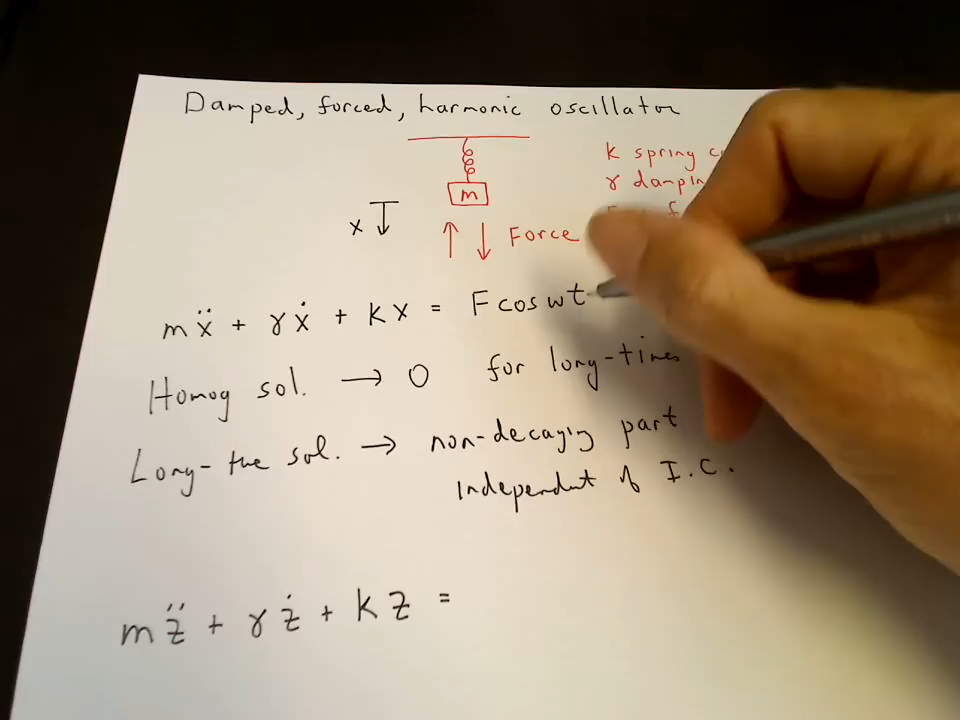 Damped, forced, harmonic oscillator
k spring
γ
m
x
Force
mẍ + γẋ + kx = F cos ωt
Homog sol. → 0 for long-times
Long-time sol. → non-decaying part
independent of I.C.
mz̈ + γż + kz =